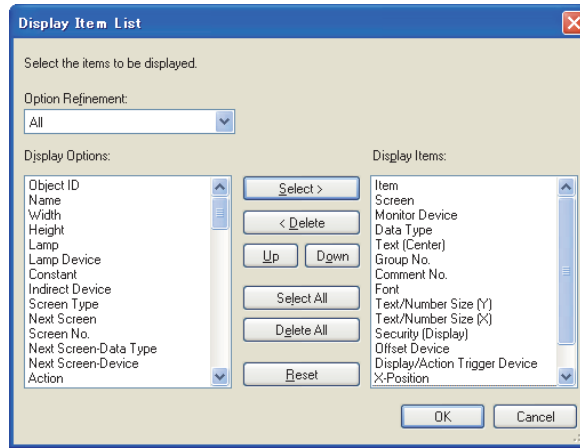 Display Item List
Select the items to be displayed.
Option Refinement:
All
Display Options:
Object ID
Name
Width
Height
Lamp
Lamp Device
Constant
Indirect Device
Screen Type
Next Screen
Screen No.
Next Screen-Data Type
Next Screen-Device
Action
Select >
< Delete
Up
Down
Select All
Delete All
Reset
Display Items:
Item
Screen
Monitor Device
Data Type
Text (Center)
Group No.
Comment No.
Font
Text/Number Size (Y)
Text/Number Size (X)
Security (Display)
Offset Device
Display/Action Trigger Device
X-Position
OK
Cancel